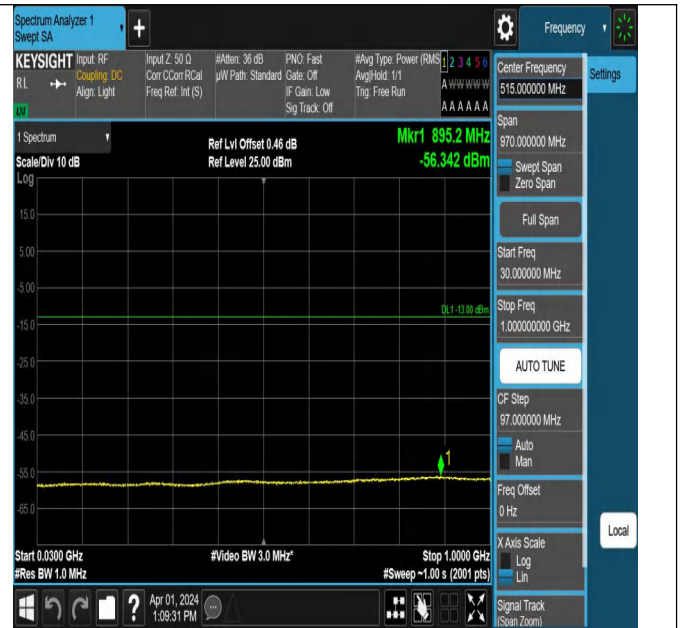 Spectrum Analyzer 1
Swept SA
+
Frequency
KEYSIGHT
RL
Input: RF
Coupling: DC
Align: Light
Input Z: 50 Ω
Corr CCorr RCal
Freq Ref: Int (S)
#Atten: 36 dB
µW Path: Standard
PNO: Fast
Gate: Off
IF Gain: Low
Sig Track: Off
#Avg Type: Power (RMS
Avg|Hold: 1/1
Trig: Free Run
1 2 3 4 5 6
A W W W W W
A A A A A A
LXI
1 Spectrum
Scale/Div 10 dB
Log
Ref Lvl Offset 0.46 dB
Ref Level 25.00 dBm
Mkr1 895.2 MHz
-56.342 dBm
15.0
5.00
-5.00
DL1 -13.00 dBm
-15.0
-25.0
-35.0
-45.0
1
-55.0
-65.0
Start 0.0300 GHz
#Res BW 1.0 MHz
#Video BW 3.0 MHz*
Stop 1.0000 GHz
#Sweep ~1.00 s (2001 pts)
?
Apr 01, 2024
1:09:31 PM
Center Frequency
515.000000 MHz
Settings
Span
970.000000 MHz
Swept Span
Zero Span
Full Span
Start Freq
30.000000 MHz
Stop Freq
1.000000000 GHz
AUTO TUNE
CF Step
97.000000 MHz
Auto
Man
Freq Offset
0 Hz
X Axis Scale
Log
Lin
Local
Signal Track
(Span Zoom)